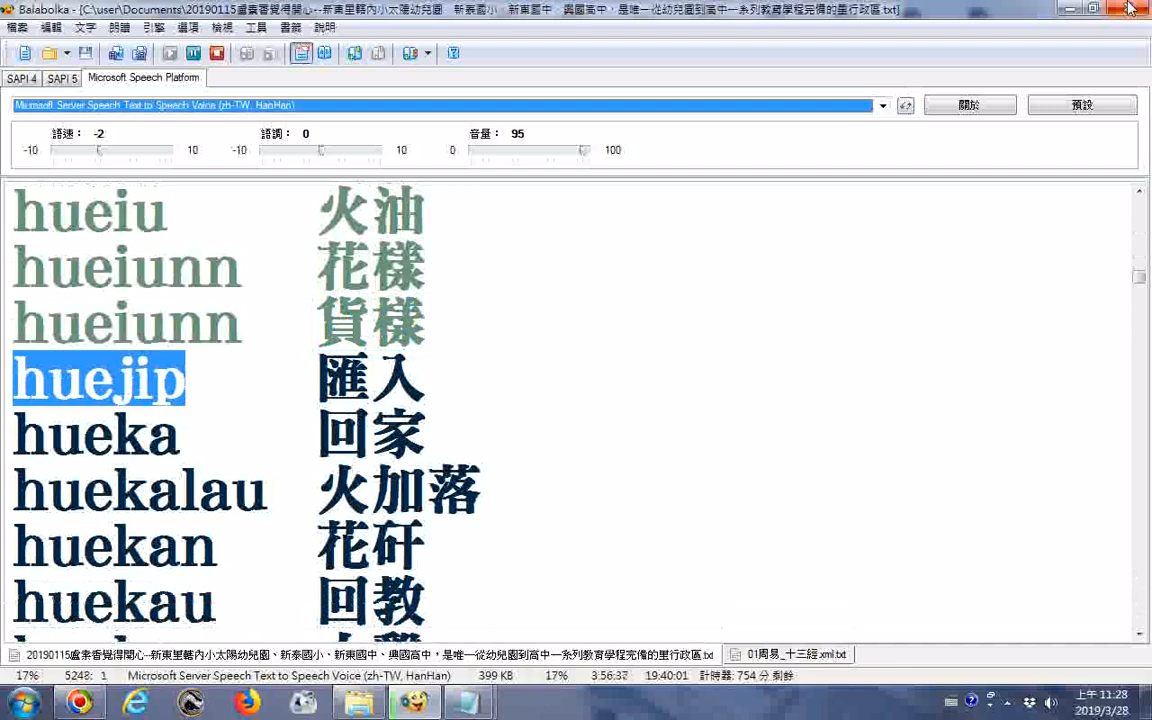 Balabolka - [C:\user\Documents\20190115盧素香覺得開心--新東里轄內小太陽幼兒園、新泰國小、新東國中、興國高中，是唯一從幼兒園到高中一系列教育學程完備的里行政區.txt]
檔案 編輯 文字 朗讀 引擎 選項 檢視 工具 書籤 說明
SAPI 4 SAPI 5 Microsoft Speech Platform
Microsoft Server Speech Text to Speech Voice (zh-TW, HanHan)
關於 預設
語速： -2 語調： 0 音量： 95
-10 10 -10 10 0 100
hueiu 火油
hueiunn 花樣
hueiunn 貨樣
huejip 匯入
hueka 回家
huekalau 火加落
huekan 花矸
huekau 回教
20190115盧素香覺得開心--新東里轄內小太陽幼兒園、新泰國小、新東國中、興國高中，是唯一從幼兒園到高中一系列教育學程完備的里行政區.txt 01周易_十三經.xml.txt
17% 5248: 1 Microsoft Server Speech Text to Speech Voice (zh-TW, HanHan) 399 KB 17% 3:56:37 19:40:01 計時器: 754 分 剩餘
上午 11:28
2019/3/28